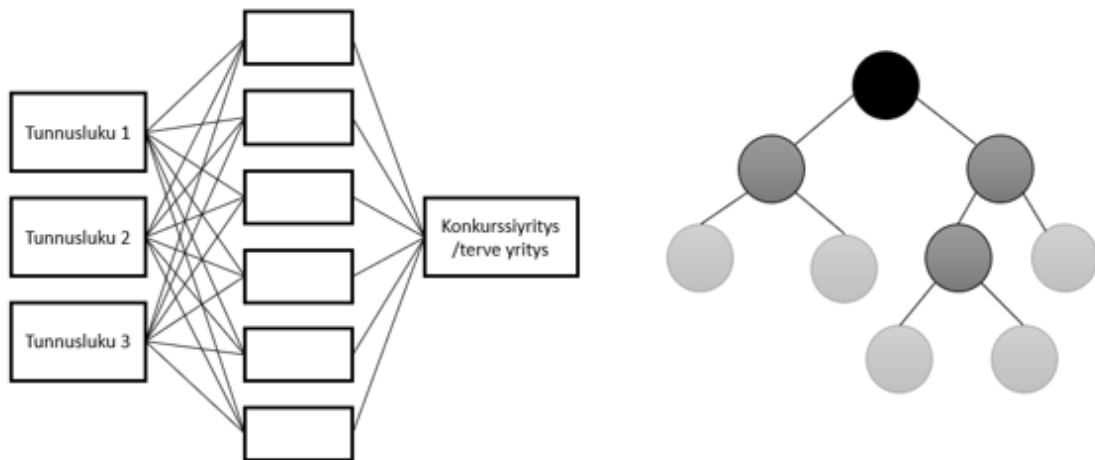 Tunnusluku 1
Tunnusluku 2
Tunnusluku 3
Konkurssiyritys
/terve yritys